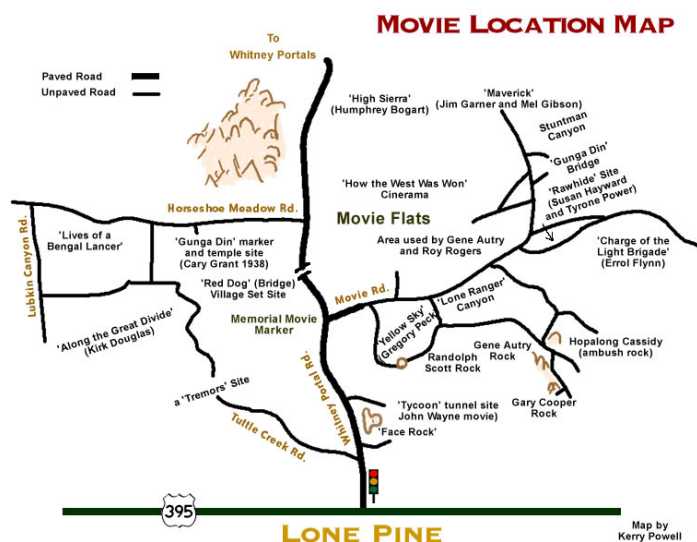 MOVIE LOCATION MAP
To
Whitney Portals
Paved Road
Unpaved Road
'High Sierra'
(Humphrey Bogart)
'Maverick'
(Jim Garner and Mel Gibson)
Stuntman
Canyon
'Gunga Din'
Bridge
'How the West Was Won'
Cinerama
'Rawhide' Site
(Susan Hayward
and Tyrone Power)
Horseshoe Meadow Rd.
Movie Flats
Lubkin Canyon Rd.
'Lives of a
Bengal Lancer'
'Gunga Din' marker
and temple site
(Cary Grant 1938)
Area used by Gene Autry
and Roy Rogers
'Charge of the
Light Brigade'
(Errol Flynn)
'Red Dog' (Bridge)
Village Set Site
Movie Rd.
'Lone Ranger'
Canyon
Memorial Movie
Marker
'Yellow Sky'
Gregory Peck
'Along the Great Divide'
(Kirk Douglas)
Randolph
Scott Rock
Gene Autry
Rock
Hopalong Cassidy
(ambush rock)
Whitney Portal Rd.
Gary Cooper
Rock
a 'Tremors' Site
'Tycoon' tunnel site
John Wayne movie)
'Face Rock'
Tuttle Creek Rd.
395
LONE PINE
Map by
Kerry Powell